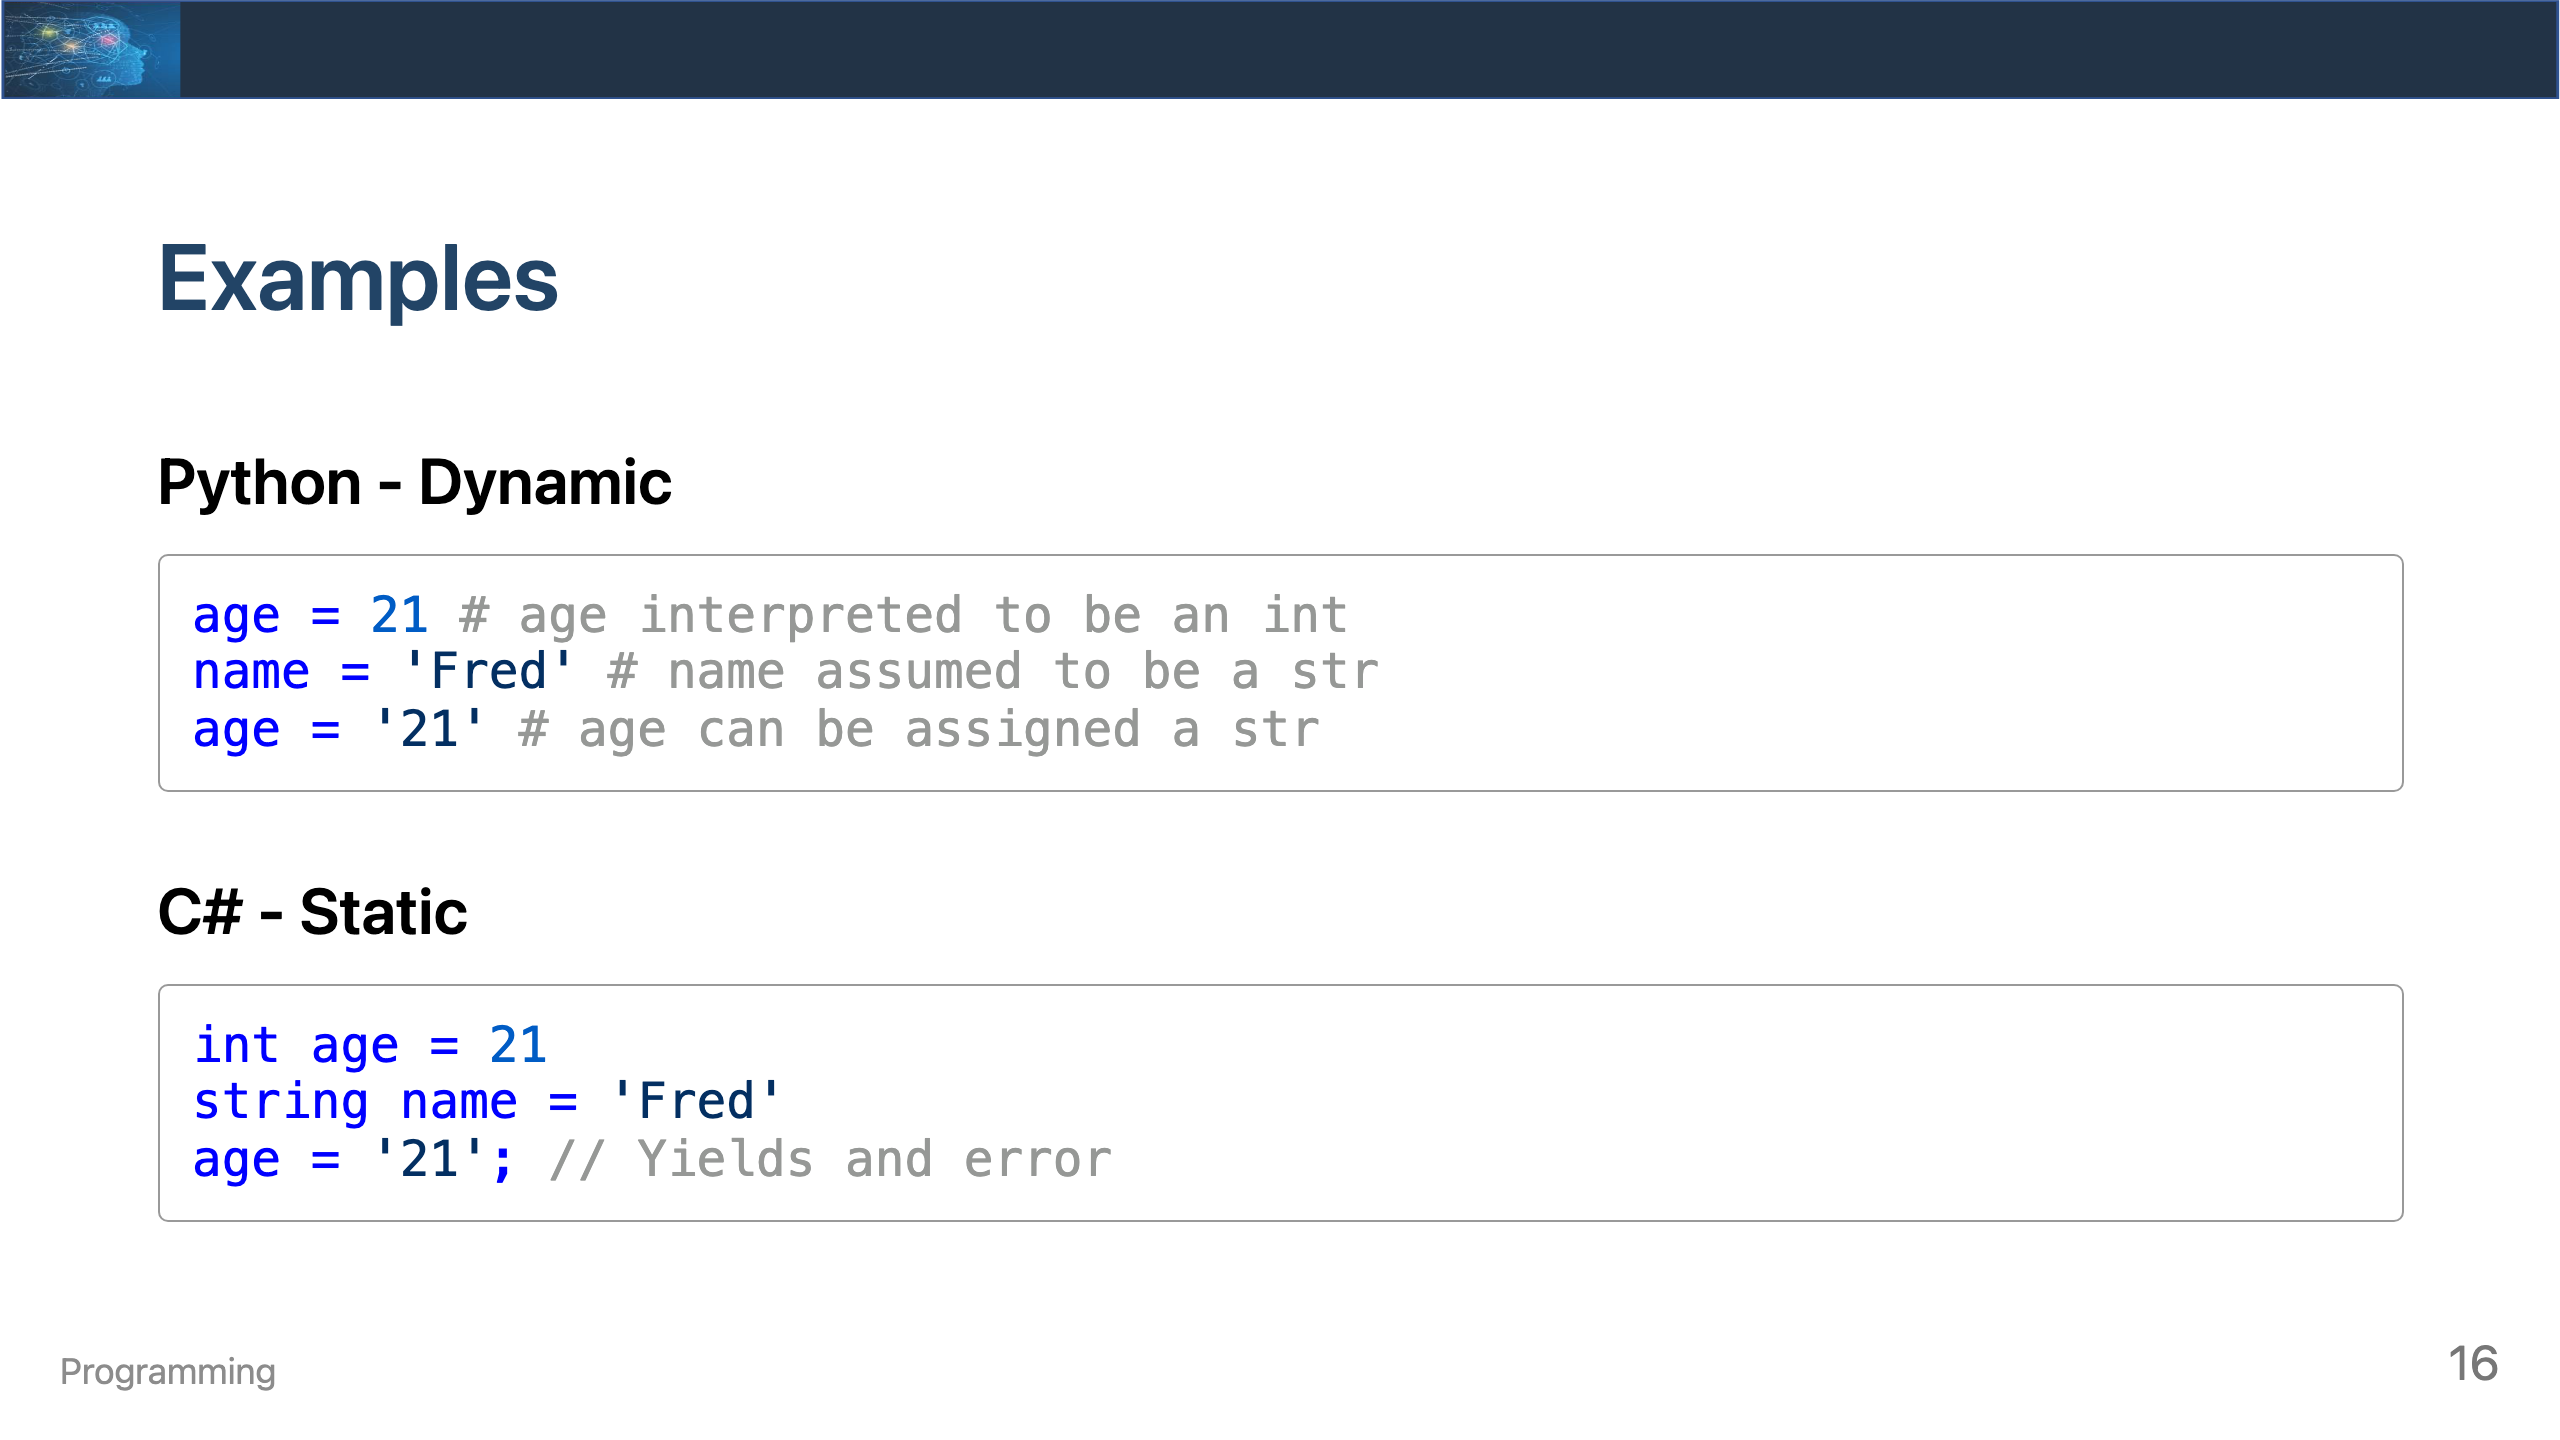 Examples
Python - Dynamic
age = 21 # age interpreted to be an int
name = 'Fred' # name assumed to be a str
age = '21' # age can be assigned a str
C# - Static
int age = 21
string name = 'Fred'
age = '21'; // Yields and error
Programming
16